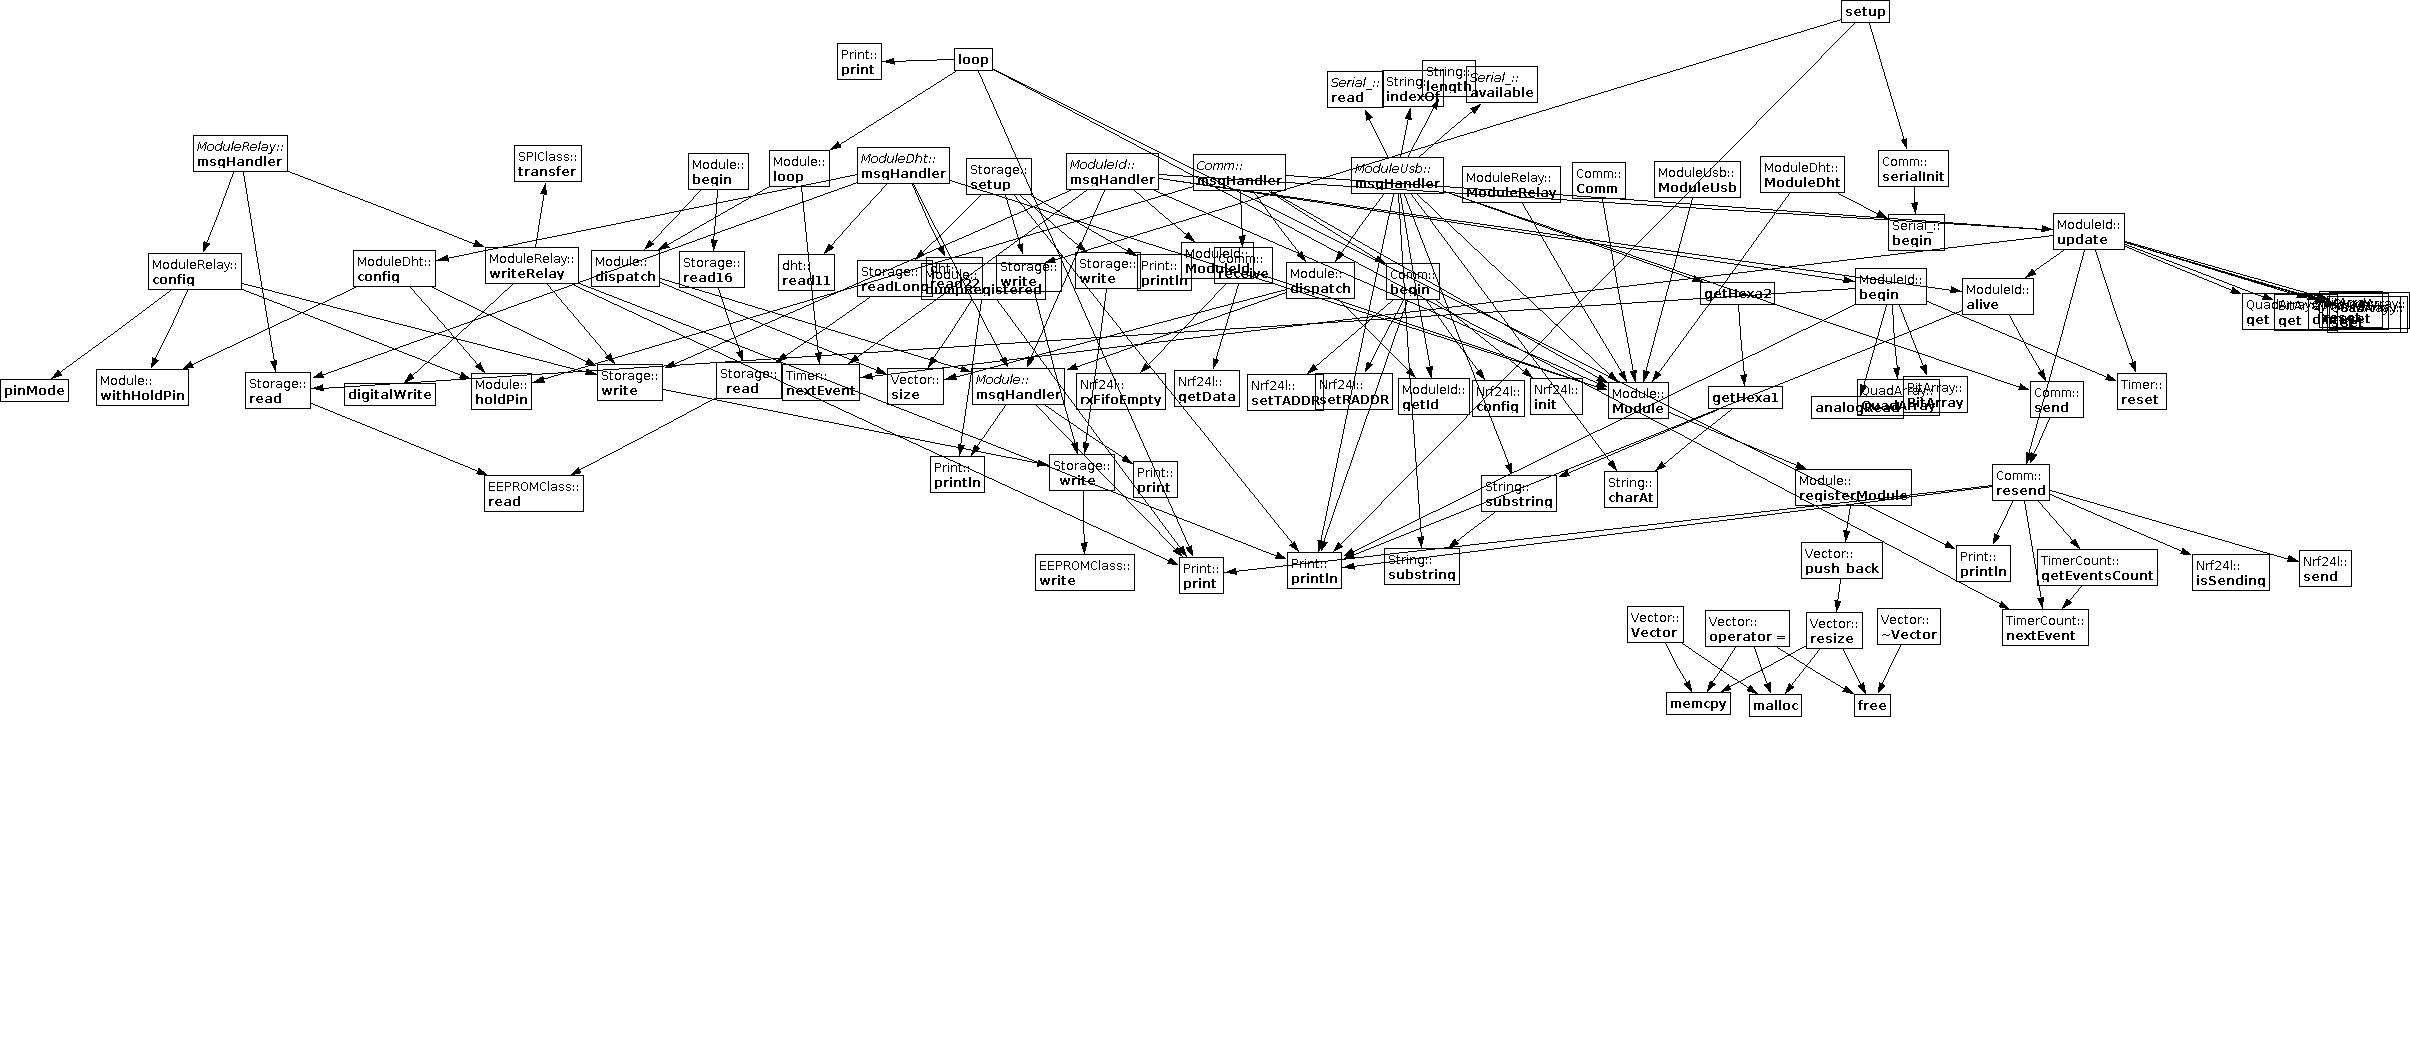 setup
Print::
print
loop
Serial_::
read
String::
indexOf
String::
length
Serial_::
available
ModuleRelay::
msgHandler
SPIClass::
transfer
Module::
begin
Module::
loop
ModuleDht::
msgHandler
Storage::
setup
ModuleId::
msgHandler
Comm::
msgHandler
ModuleUsb::
msgHandler
ModuleRelay::
ModuleRelay
Comm::
Comm
ModuleUsb::
ModuleUsb
ModuleDht::
ModuleDht
Comm::
serialInit
Serial_::
begin
ModuleId::
update
ModuleRelay::
config
ModuleDht::
config
ModuleRelay::
writeRelay
Module::
dispatch
Storage::
read16
dht::
read11
Storage::
readLong
dht::
read22
Module::
dumpRegistered
Storage::
write
Storage::
write
Print::
println
ModuleId::
ModuleId
Comm::
receive
Module::
dispatch
Comm::
begin
getHexa2
ModuleId::
begin
ModuleId::
alive
QuadArray::
get
BitArray::
get
reset
pinMode
Module::
withHoldPin
Storage::
read
digitalWrite
Module::
holdPin
Storage::
write
Storage::
read
Timer::
nextEvent
Vector::
size
Module::
msgHandler
Nrf24l::
rxFifoEmpty
Nrf24l::
getData
Nrf24l::
setTADDR
Nrf24l::
setRADDR
ModuleId::
getId
Nrf24l::
config
Nrf24l::
init
Module::
Module
getHexa1
analogRead
QuadArray::
QuadArray
BitArray::
BitArray
Comm::
send
Timer::
reset
EEPROMClass::
read
Print::
println
Storage::
write
Print::
print
String::
substring
String::
charAt
Module::
registerModule
Comm::
resend
EEPROMClass::
write
Print::
print
Print::
println
String::
substring
Vector::
push_back
Print::
println
TimerCount::
getEventsCount
Nrf24l::
isSending
Nrf24l::
send
Vector::
Vector
Vector::
operator =
Vector::
resize
Vector::
~Vector
TimerCount::
nextEvent
memcpy
malloc
free